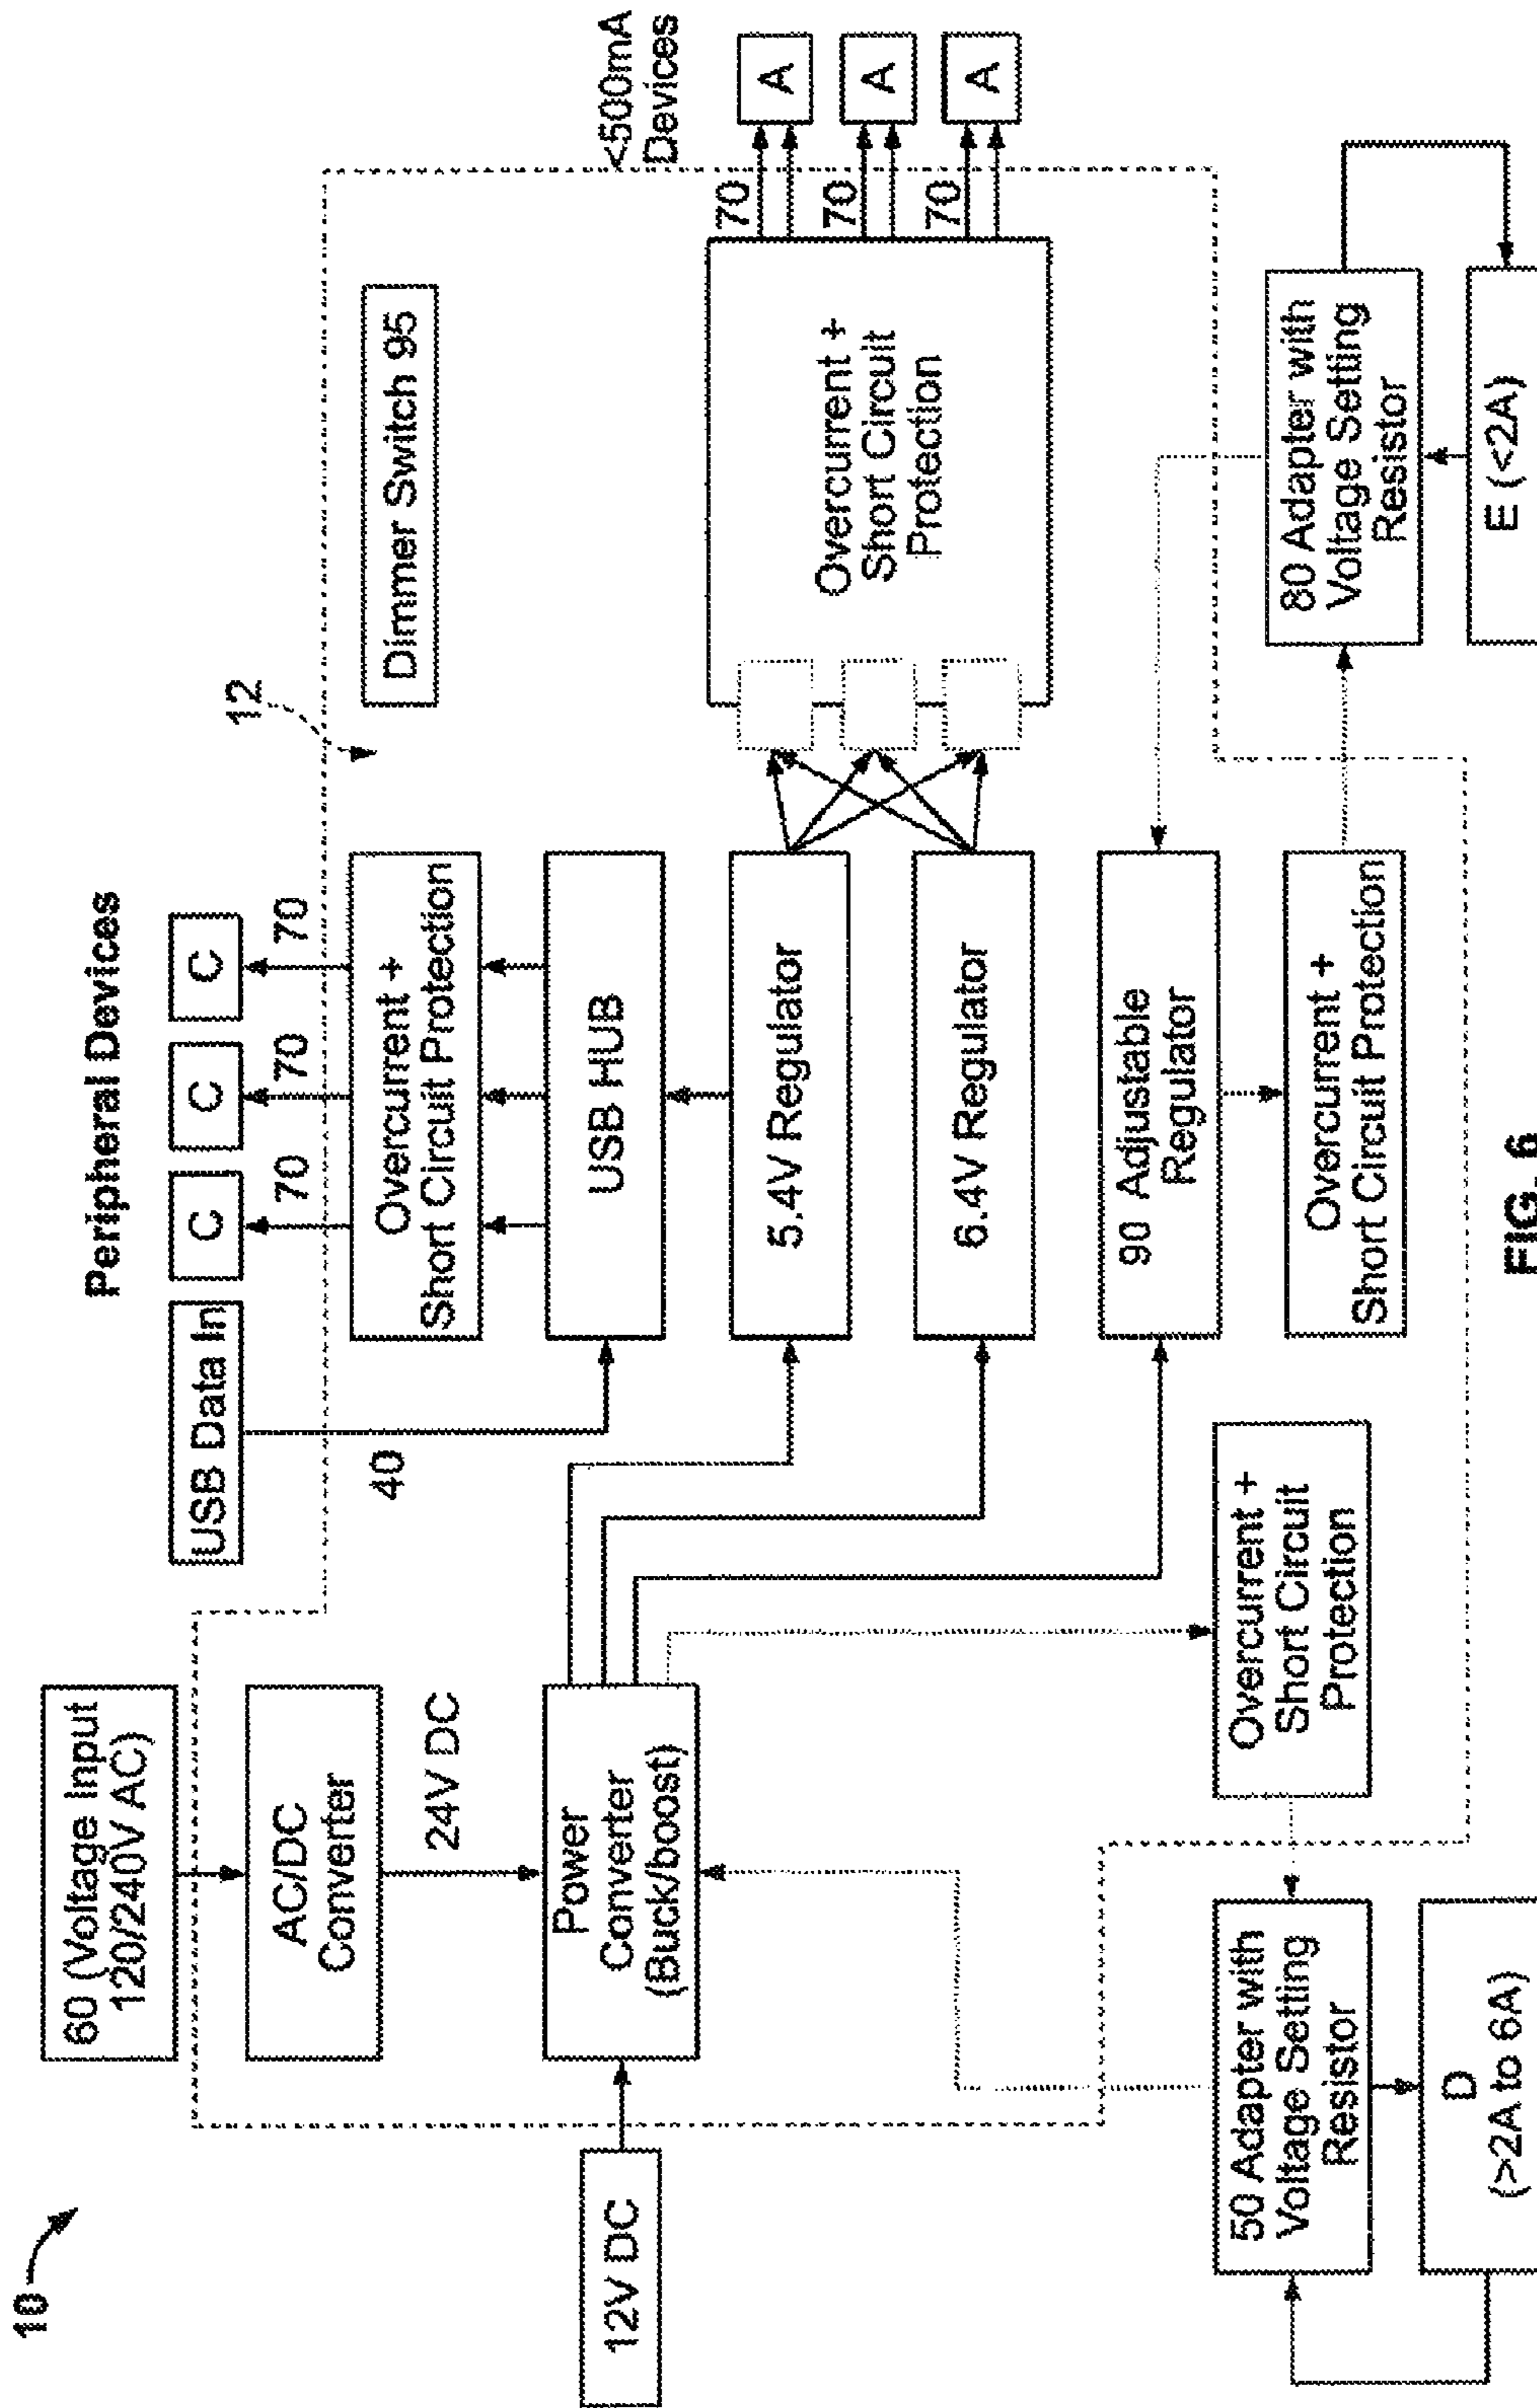 10
60 (Voltage Input
120/240V AC)
AC/DC
Converter
24V DC
12V DC
Power
Converter
(Buck/boost)
50 Adapter with
Voltage Setting
Resistor
D
(>2A to 6A)
Overcurrent +
Short Circuit
Protection
Peripheral Devices
USB Data In
C
C
C
70
70
70
40
12
Overcurrent +
Short Circuit Protection
USB HUB
5.4V Regulator
6.4V Regulator
90 Adjustable
Regulator
Overcurrent +
Short Circuit Protection
Dimmer Switch 95
Overcurrent +
Short Circuit
Protection
<500mA
Devices
70
70
70
A
A
A
80 Adapter with
Voltage Setting
Resistor
E (<2A)
FIG. 6